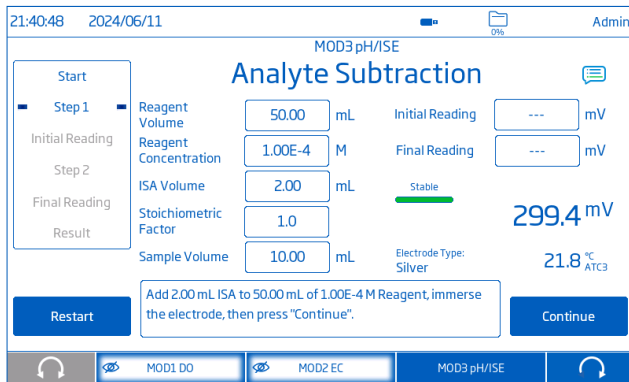 21:40:48 2024/06/11 0% Admin
MOD3 pH/ISE
Analyte Subtraction
Start
Step 1
Initial Reading
Step 2
Final Reading
Result
Reagent
Volume
50.00 mL
Reagent
Concentration
1.00E-4 M
ISA Volume 2.00 mL
Stoichiometric
Factor
1.0
Sample Volume 10.00 mL
Initial Reading --- mV
Final Reading --- mV
Stable
299.4 mV
Electrode Type:
Silver
21.8 °C
ATC3
Add 2.00 mL ISA to 50.00 mL of 1.00E-4 M Reagent, immerse
the electrode, then press "Continue".
Restart
Continue
MOD1 DO MOD2 EC MOD3 pH/ISE